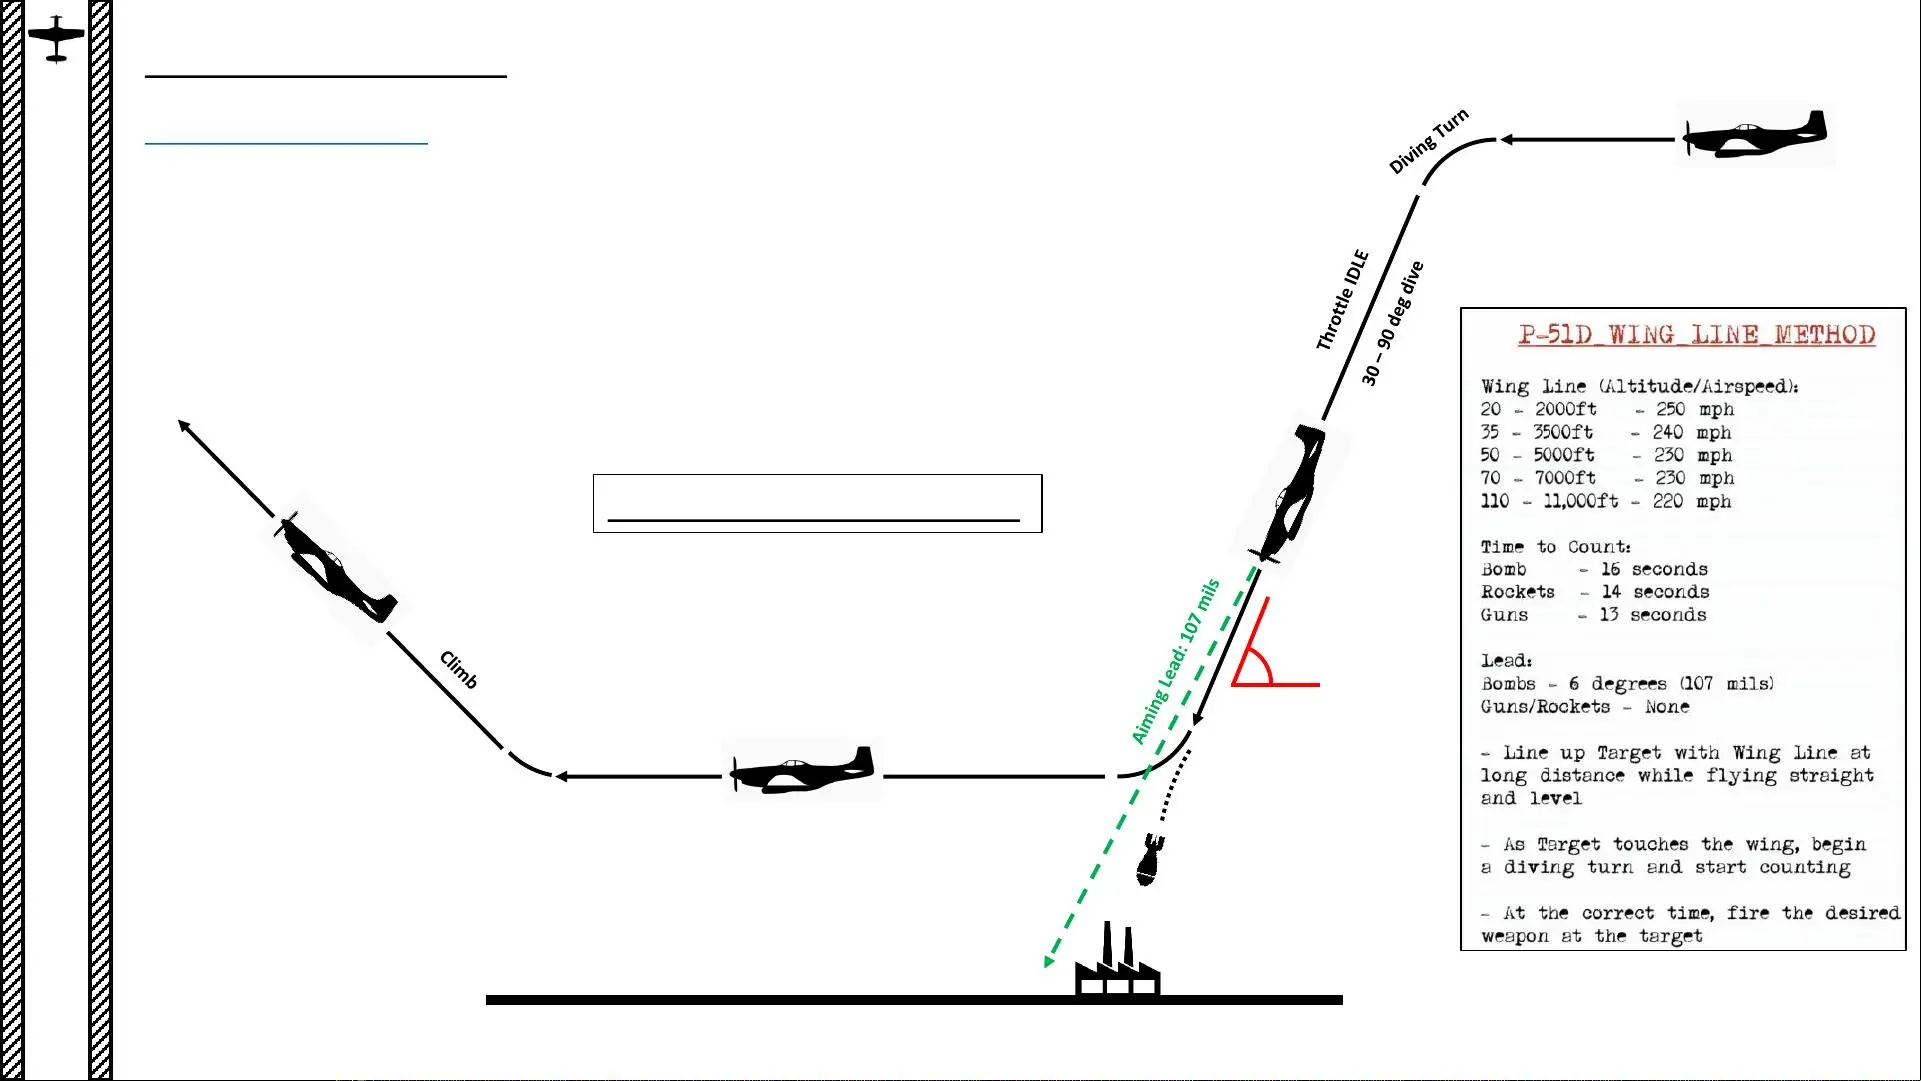 Diving Turn
Throttle IDLE
30 – 90 deg dive
Aiming Lead: 107 mils
Climb
P-51D WING LINE METHOD
Wing Line (Altitude/Airspeed):
20 - 2000ft - 250 mph
35 - 3500ft - 240 mph
50 - 5000ft - 230 mph
70 - 7000ft - 230 mph
110 - 11,000ft - 220 mph
Time to Count:
Bomb - 16 seconds
Rockets - 14 seconds
Guns - 13 seconds
Lead:
Bombs - 6 degrees (107 mils)
Guns/Rockets - None
- Line up Target with Wing Line at
long distance while flying straight
and level
- As Target touches the wing, begin
a diving turn and start counting
- At the correct time, fire the desired
weapon at the target